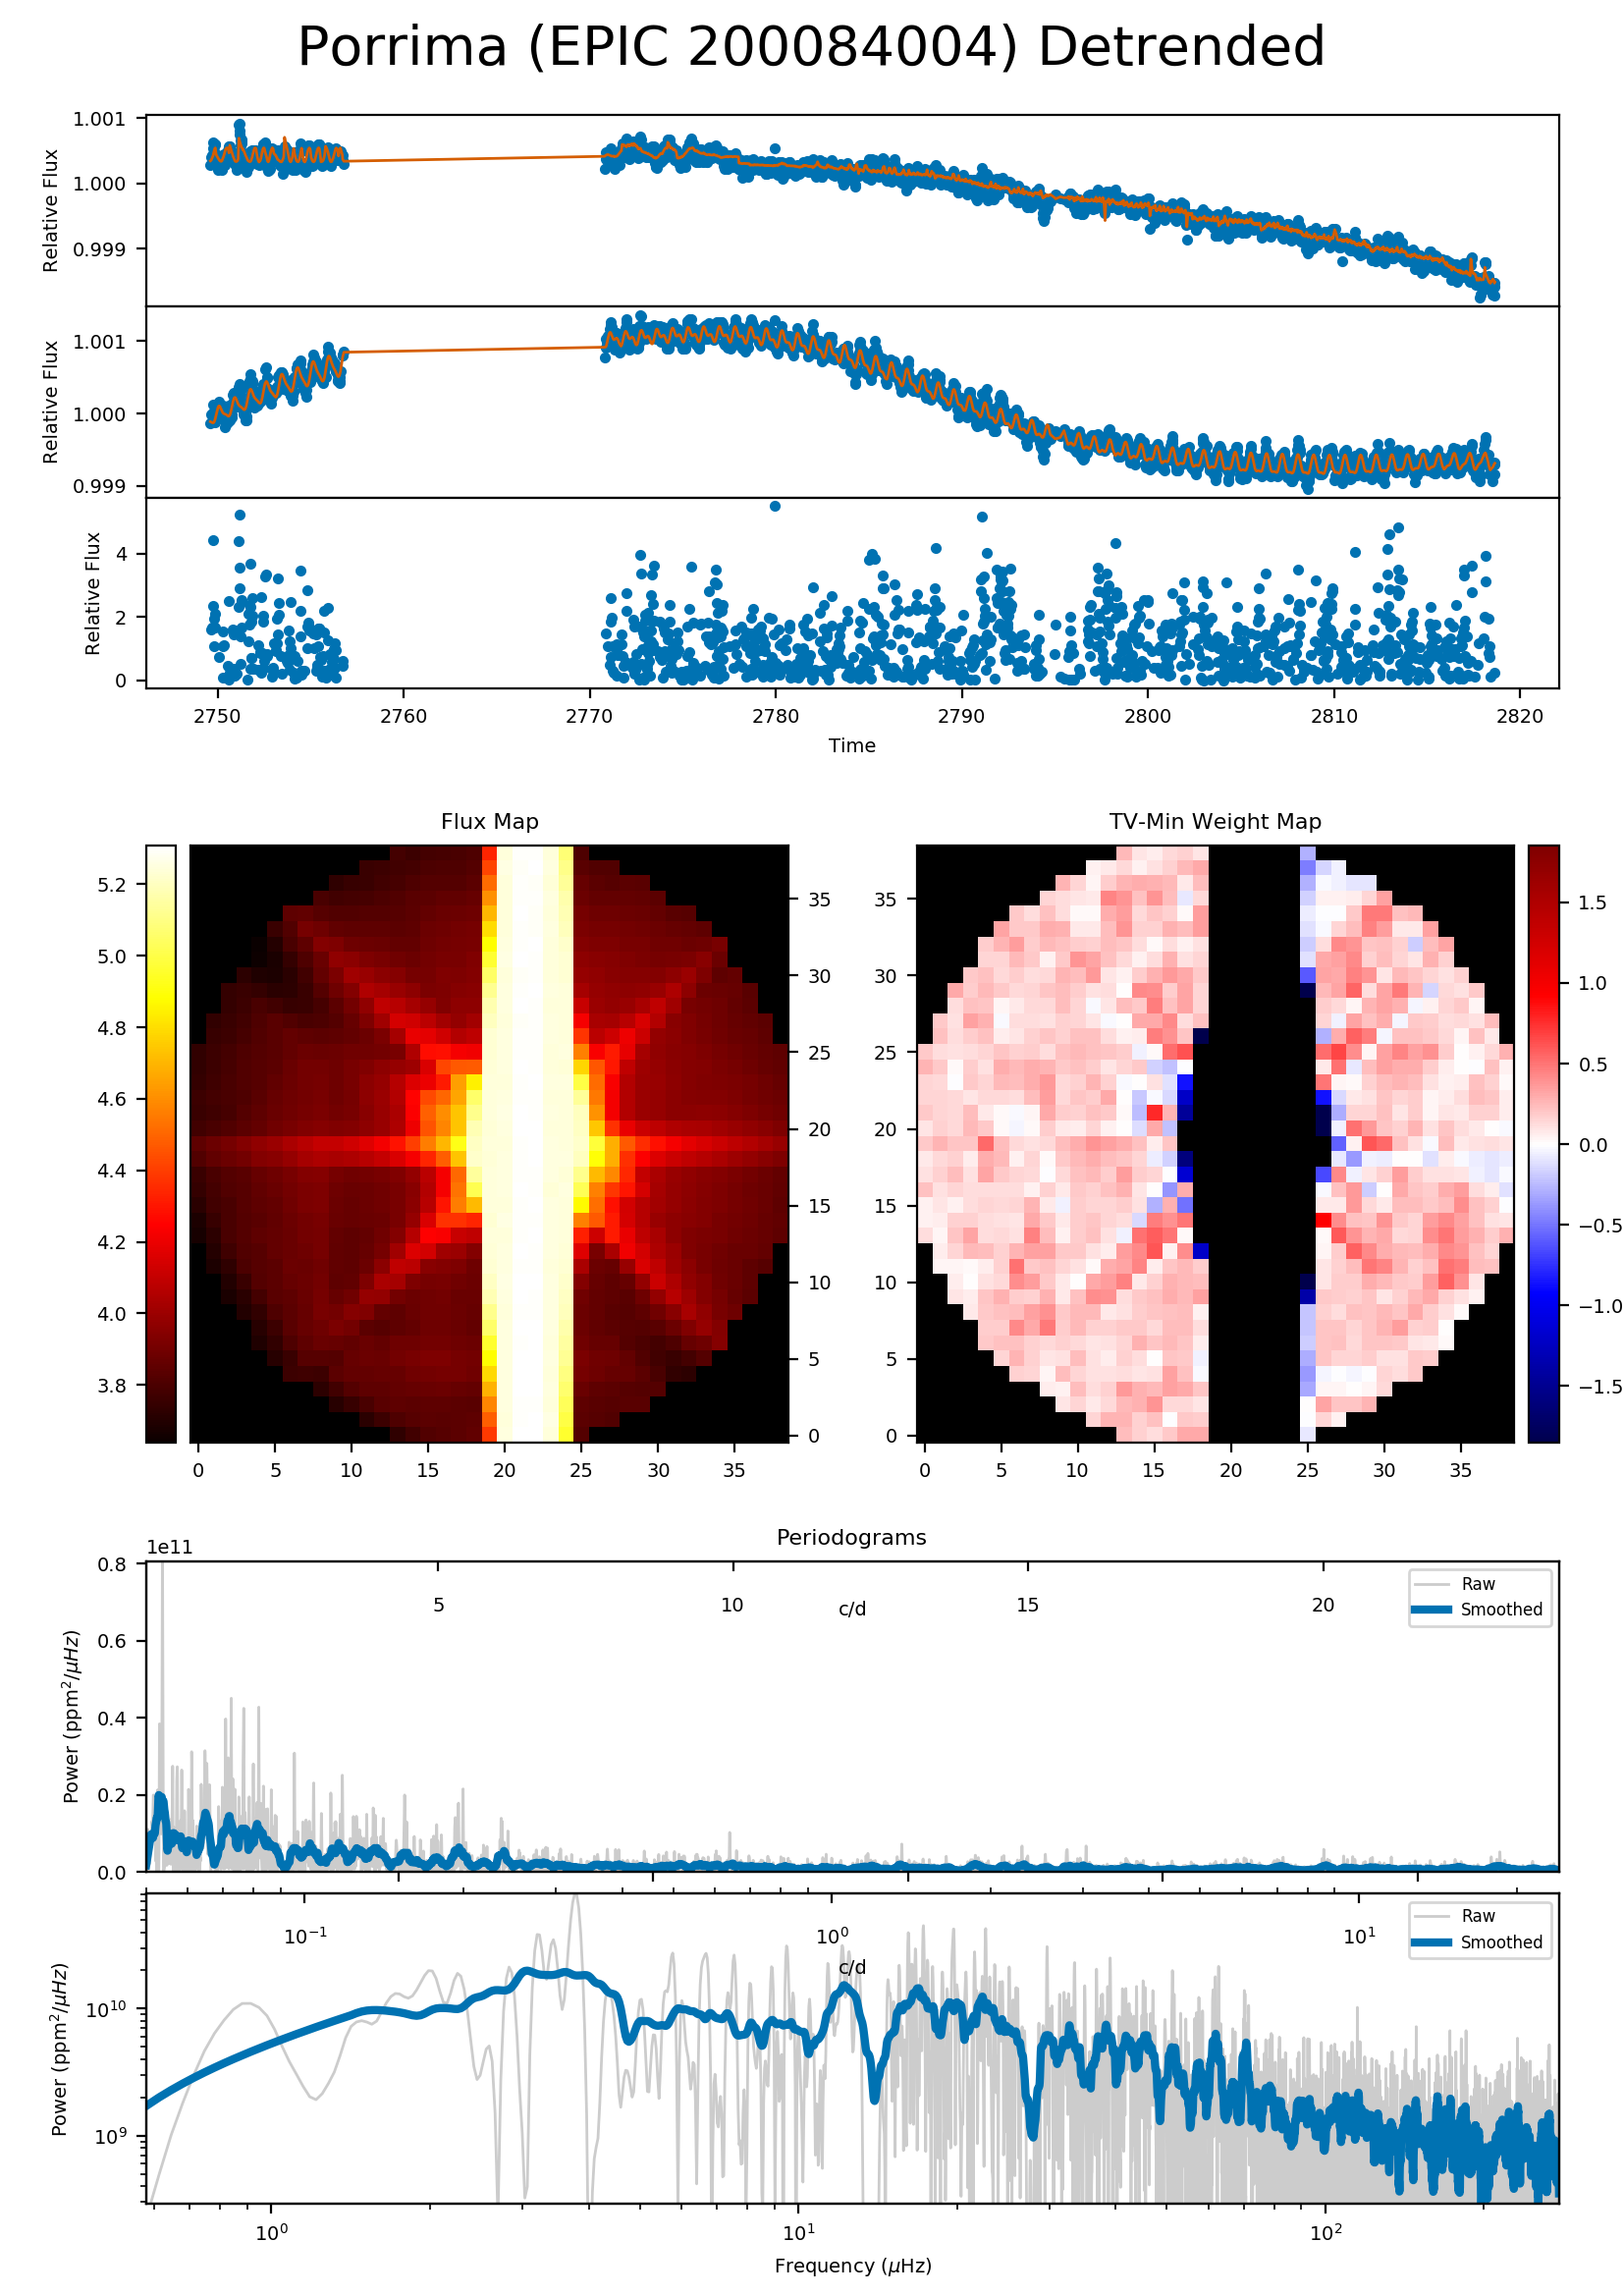 Porrima (EPIC 200084004) Detrended
1.001
1.000
0.999
Relative Flux
1.001
1.000
0.999
Relative Flux
4
2
0
Relative Flux
2750 2760 2770 2780 2790 2800 2810 2820
Time
Flux Map
TV-Min Weight Map
5.2
5.0
4.8
4.6
4.4
4.2
4.0
3.8
35
30
25
20
15
10
5
0
0 5 10 15 20 25 30 35
35
30
25
20
15
10
5
0
0 5 10 15 20 25 30 35
1.5
1.0
0.5
0.0
−0.5
−1.0
−1.5
Periodograms
1e11
0.8
0.6
0.4
0.2
0.0
Power (ppm²/μHz)
5 10 15 20
c/d
Raw
Smoothed
10¹⁰
10⁹
Power (ppm²/μHz)
10⁻¹ 10⁰ 10¹
c/d
Raw
Smoothed
10⁰ 10¹ 10²
Frequency (μHz)